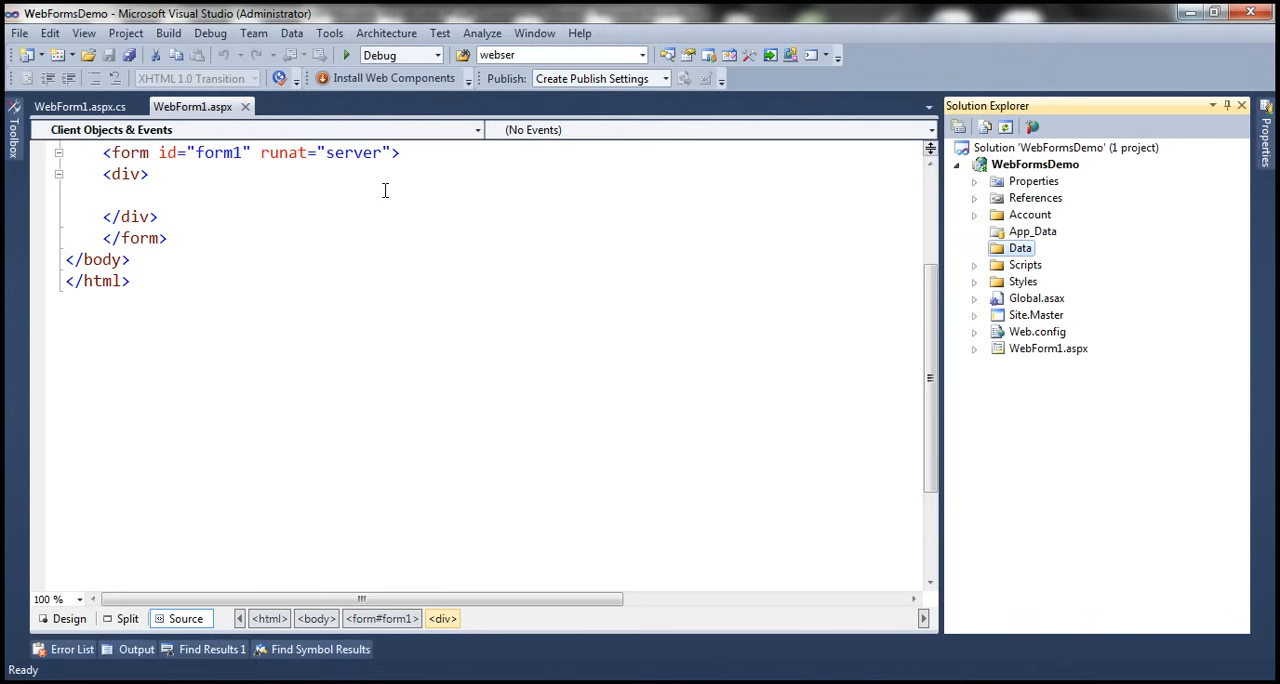 WebFormsDemo - Microsoft Visual Studio (Administrator)
File Edit View Project Build Debug Team Data Tools Architecture Test Analyze Window Help
Debug webser
XHTML 1.0 Transition Install Web Components Publish: Create Publish Settings
WebForm1.aspx.cs WebForm1.aspx
Client Objects & Events (No Events)
<form id="form1" runat="server">
<div>
</div>
</form>
</body>
</html>
100 %
Design Split Source <html> <body> <form#form1> <div>
Error List Output Find Results 1 Find Symbol Results
Ready
Toolbox
Solution Explorer
Solution 'WebFormsDemo' (1 project)
WebFormsDemo
Properties
References
Account
App_Data
Data
Scripts
Styles
Global.asax
Site.Master
Web.config
WebForm1.aspx
Properties